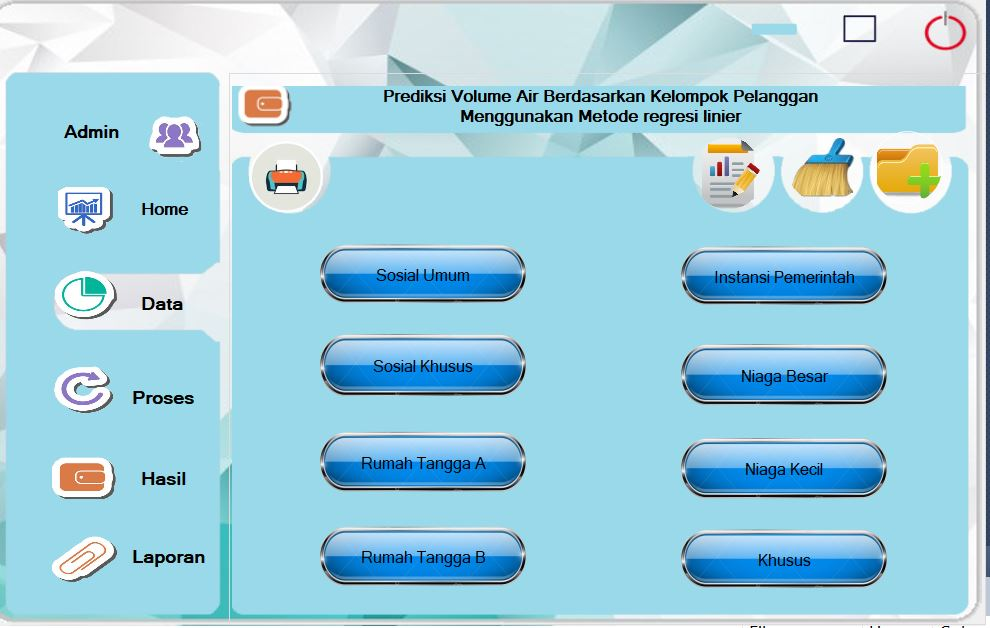 Prediksi Volume Air Berdasarkan Kelompok Pelanggan
Menggunakan Metode regresi linier
Admin
Home
Data
Proses
Hasil
Laporan
Sosial Umum
Instansi Pemerintah
Sosial Khusus
Niaga Besar
Rumah Tangga A
Niaga Kecil
Rumah Tangga B
Khusus